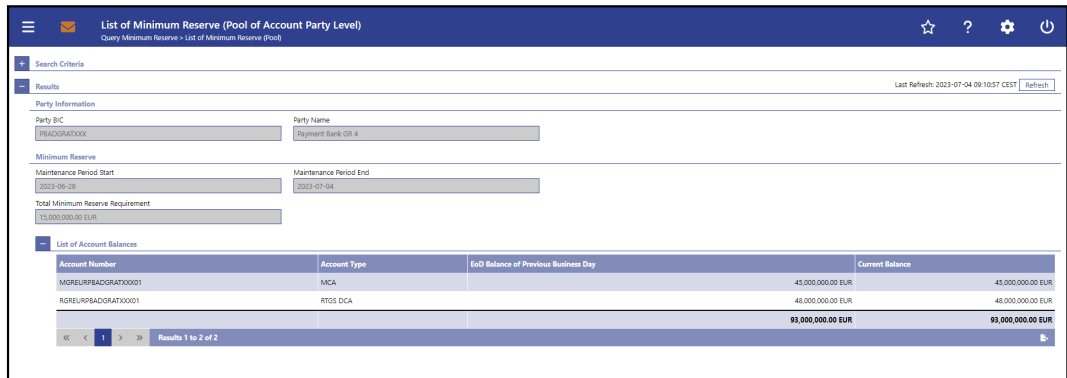 List of Minimum Reserve (Pool of Account Party Level)
Query Minimum Reserve > List of Minimum Reserve (Pool)
Search Criteria
Results
Last Refresh: 2023-07-04 09:10:57 CEST Refresh
Party Information
Party BIC Party Name
PBADGRATXXX Payment Bank GR 4
Minimum Reserve
Maintenance Period Start Maintenance Period End
2023-06-28 2023-07-04
Total Minimum Reserve Requirement
15,000,000.00 EUR
List of Account Balances
Account Number Account Type EoD Balance of Previous Business Day Current Balance
MGREURPBADGRATXXX01 MCA 45,000,000.00 EUR 45,000,000.00 EUR
RGREURPBADGRATXXX01 RTGS DCA 48,000,000.00 EUR 48,000,000.00 EUR
93,000,000.00 EUR 93,000,000.00 EUR
« < 1 > » Results 1 to 2 of 2